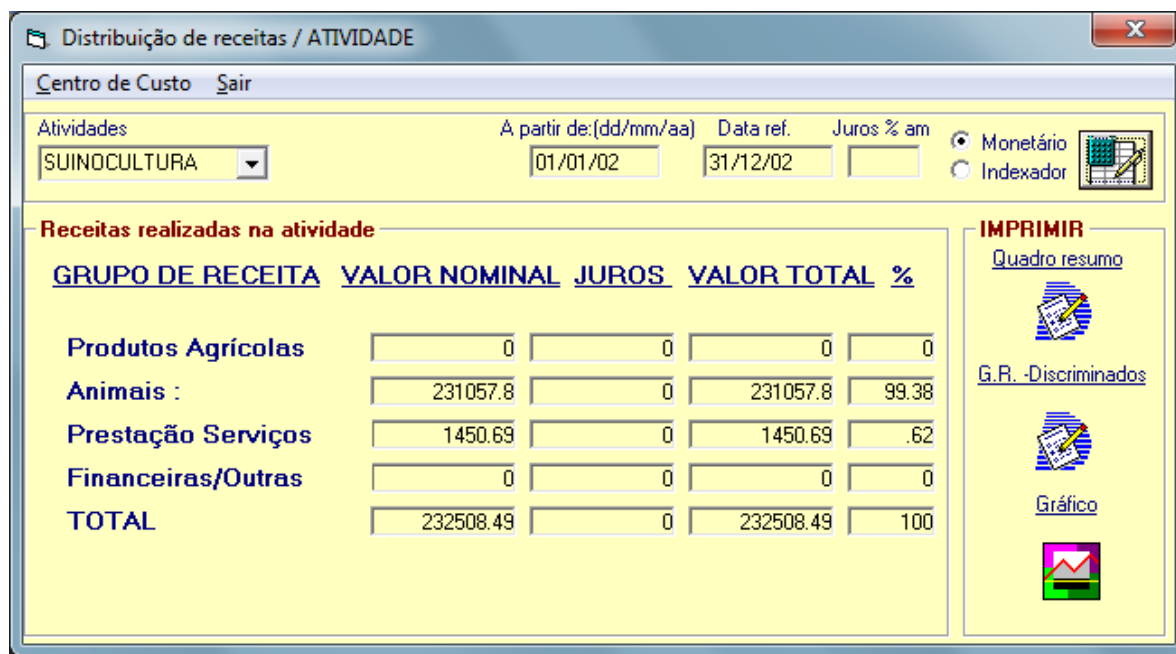 Distribuição de receitas / ATIVIDADE
Centro de Custo Sair
Atividades A partir de:(dd/mm/aa) Data ref. Juros % am
SUINOCULTURA 01/01/02 31/12/02
Monetário
Indexador
Receitas realizadas na atividade
GRUPO DE RECEITA VALOR NOMINAL JUROS VALOR TOTAL %
Produtos Agrícolas 0 0 0 0
Animais : 231057.8 0 231057.8 99.38
Prestação Serviços 1450.69 0 1450.69 .62
Financeiras/Outras 0 0 0 0
TOTAL 232508.49 0 232508.49 100
IMPRIMIR
Quadro resumo
G.R. -Discriminados
Gráfico